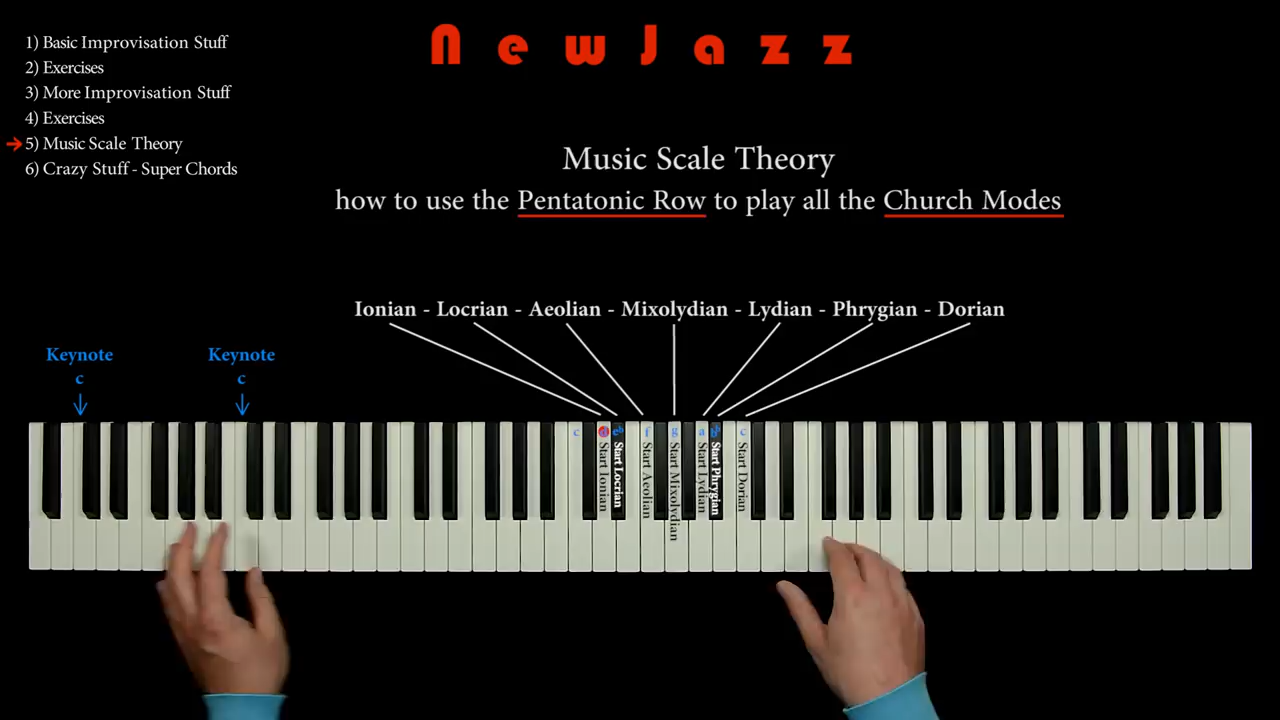 1) Basic Improvisation Stuff
2) Exercises
3) More Improvisation Stuff
4) Exercises
5) Music Scale Theory
6) Crazy Stuff - Super Chords
NewJazz
Music Scale Theory
how to use the Pentatonic Row to play all the Church Modes
Ionian - Locrian - Aeolian - Mixolydian - Lydian - Phrygian - Dorian
Keynote
c
Keynote
c
c d e♭ f g a b♭ c
Start Ionian
Start Locrian
Start Aeolian
Start Mixolydian
Start Lydian
Start Phrygian
Start Dorian